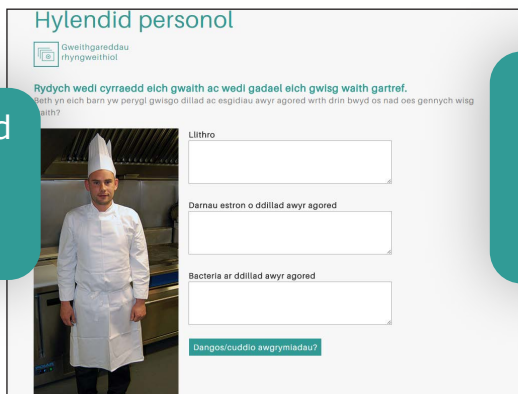 Hylendid personol
Gweithgareddau
rhyngweithiol
Rydych wedi cyrraedd eich gwaith ac wedi gadael eich gwisg waith gartref.
Beth yn eich barn yw perygl gwisgo dillad ac esgidiau awyr agored wrth drin bwyd os nad oes gennych wisg
waith?
d
Llithro
Darnau estron o ddillad awyr agored
Bacteria ar ddillad awyr agored
Dangos/cuddio awgrymiadau?